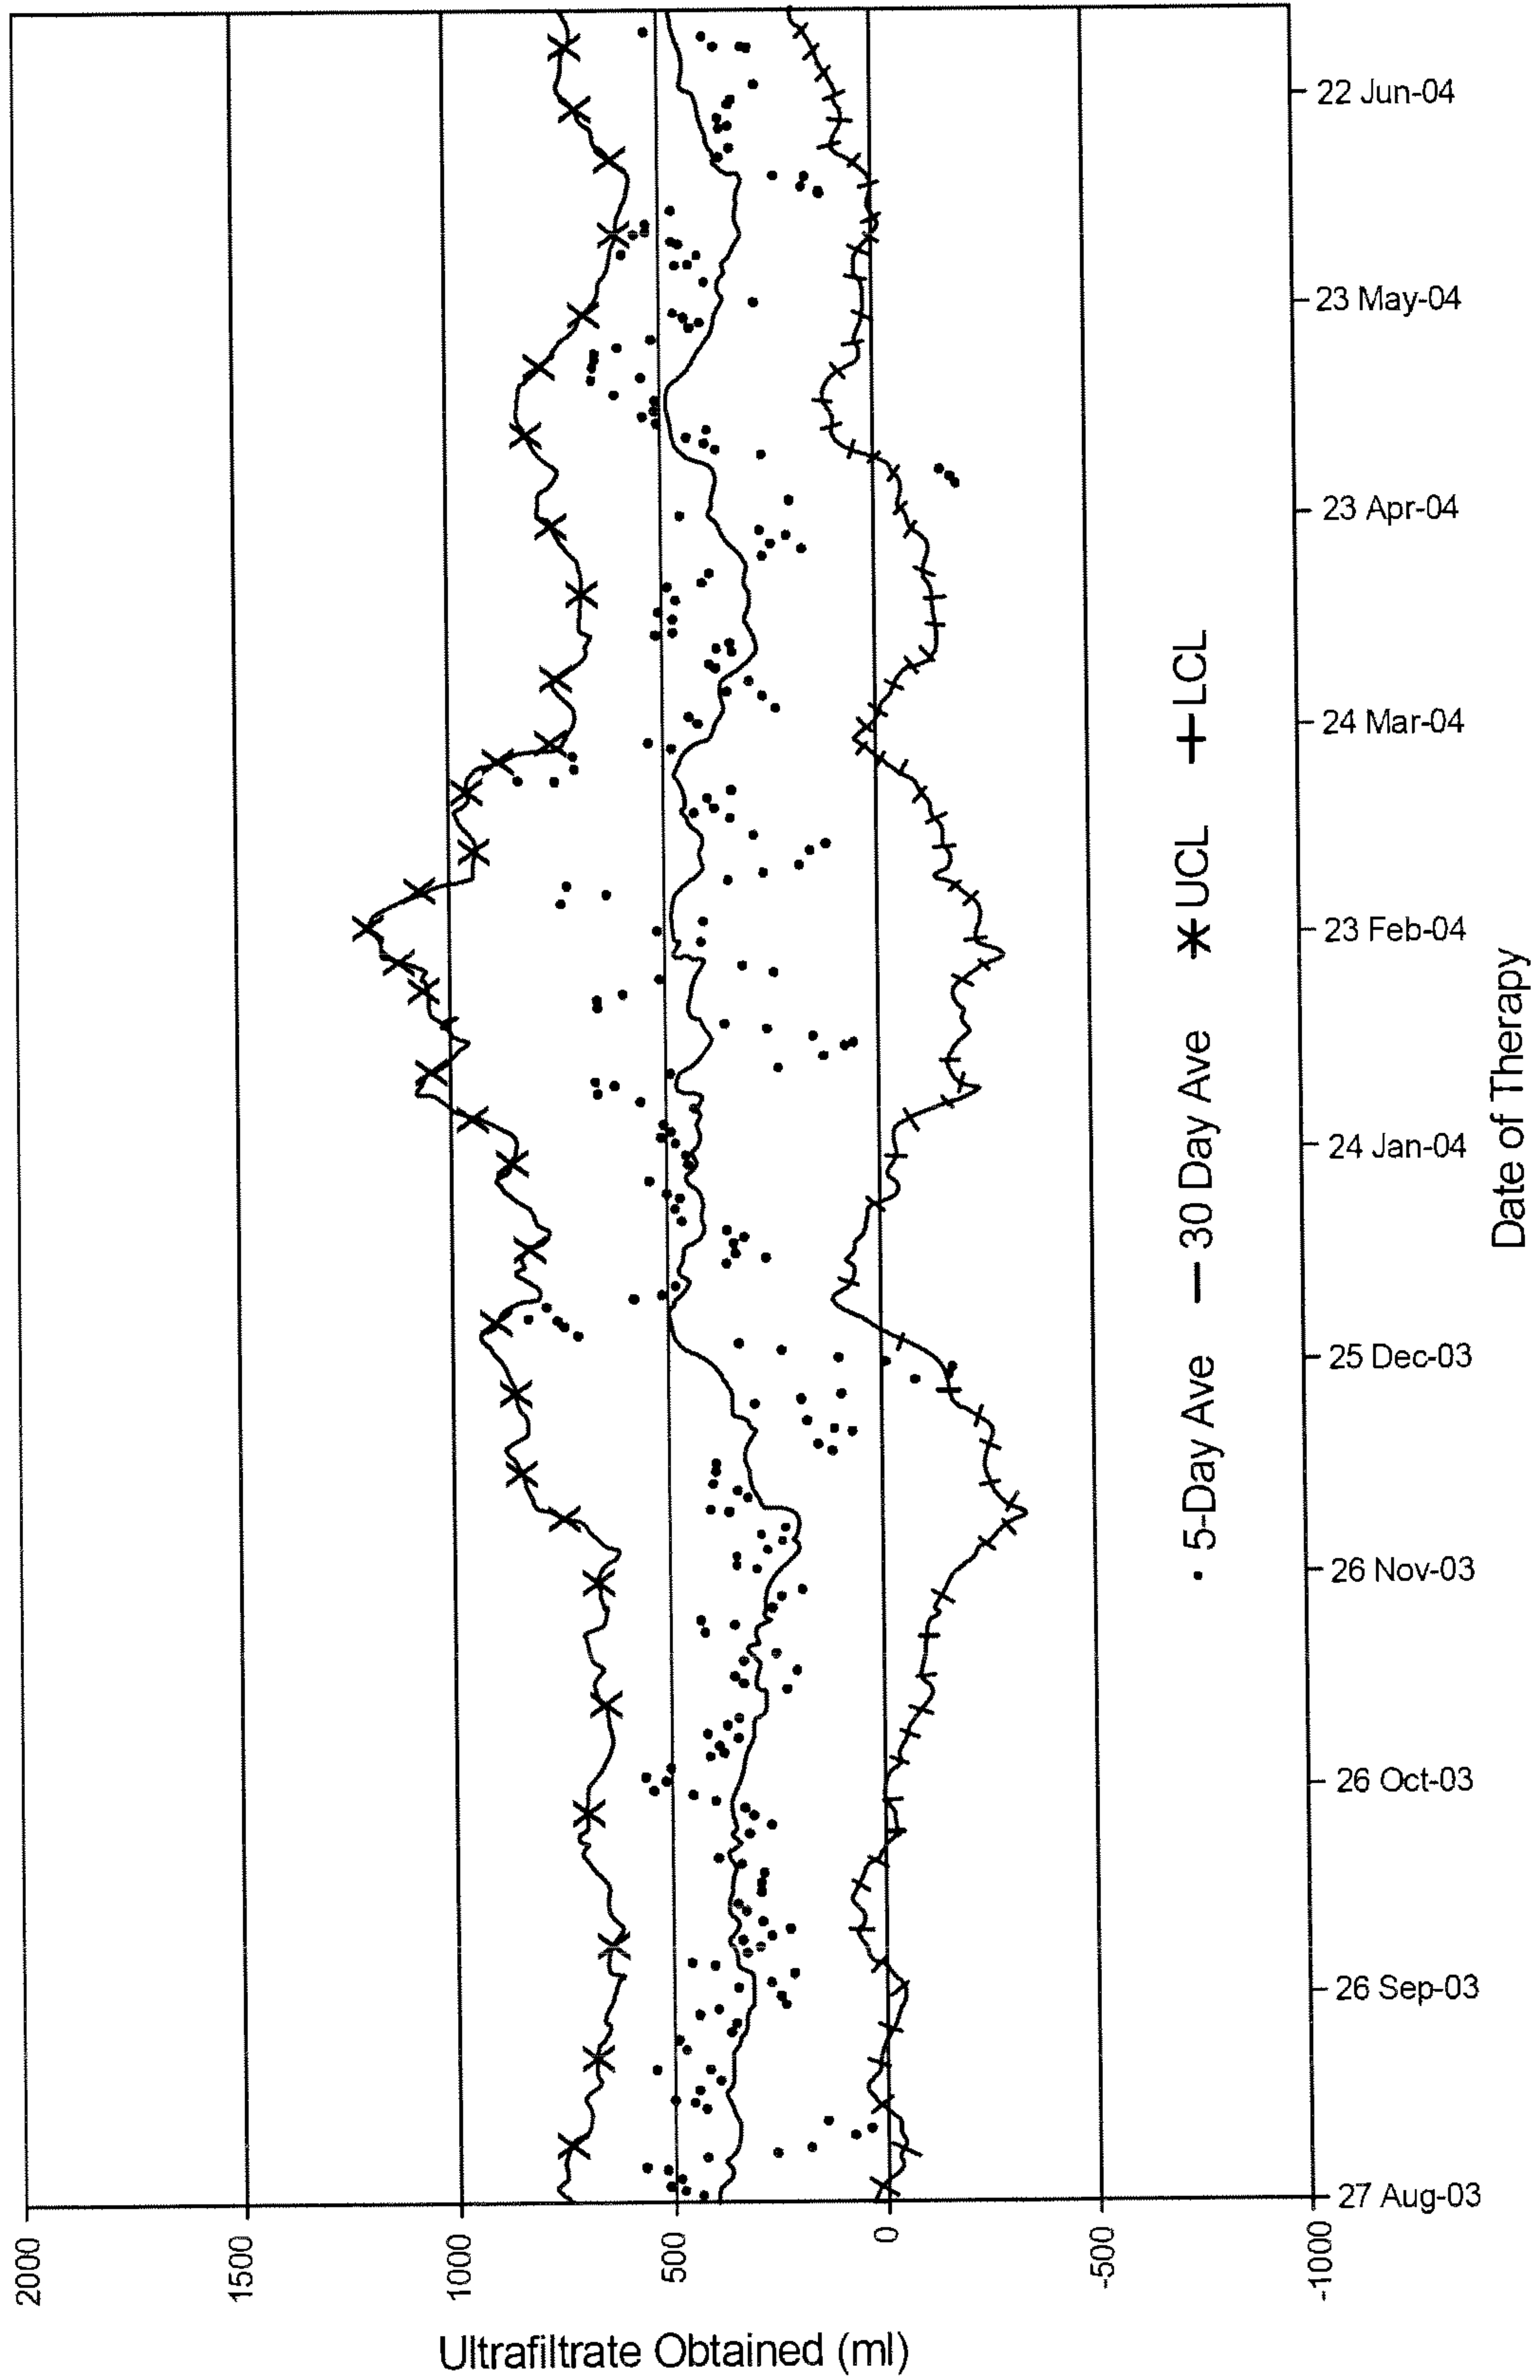 2000
1500
1000
500
0
-500
-1000
Ultrafiltrate Obtained (ml)
27 Aug-03
26 Sep-03
26 Oct-03
26 Nov-03
25 Dec-03
24 Jan-04
23 Feb-04
24 Mar-04
23 Apr-04
23 May-04
22 Jun-04
Date of Therapy
5-Day Ave 30 Day Ave UCL LCL